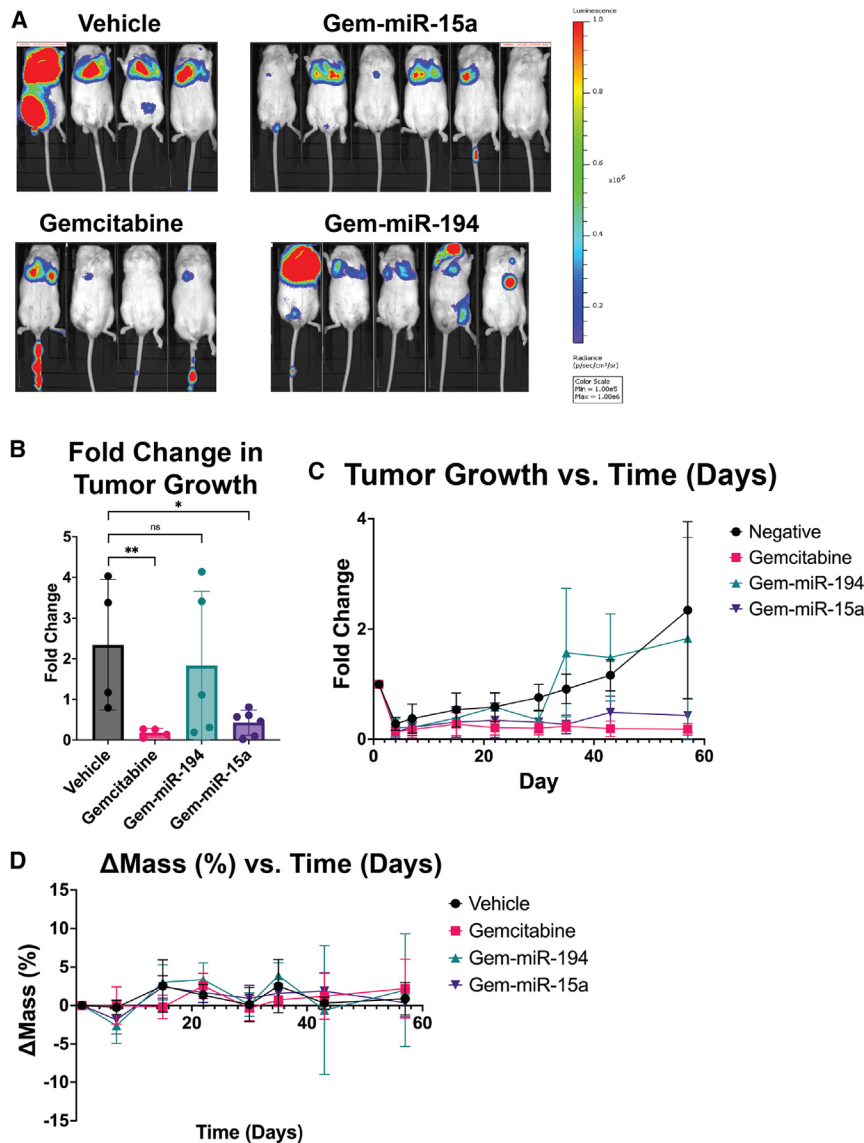 A
Vehicle
Gem-miR-15a
Gemcitabine
Gem-miR-194
Luminescence
1.0
0.8
0.6
x10⁶
0.4
0.2
Radiance
(p/sec/cm²/sr)
Color Scale
Min = 1.00e5
Max = 1.00e6
B
Fold Change in
Tumor Growth
Fold Change
5
4
3
2
1
0
*
ns
**
Vehicle
Gemcitabine
Gem-miR-194
Gem-miR-15a
C
Tumor Growth vs. Time (Days)
Fold Change
4
2
0
0
20
40
60
Day
Negative
Gemcitabine
Gem-miR-194
Gem-miR-15a
D
ΔMass (%) vs. Time (Days)
ΔMass (%)
15
10
5
0
-5
-10
-15
20
40
60
Time (Days)
Vehicle
Gemcitabine
Gem-miR-194
Gem-miR-15a